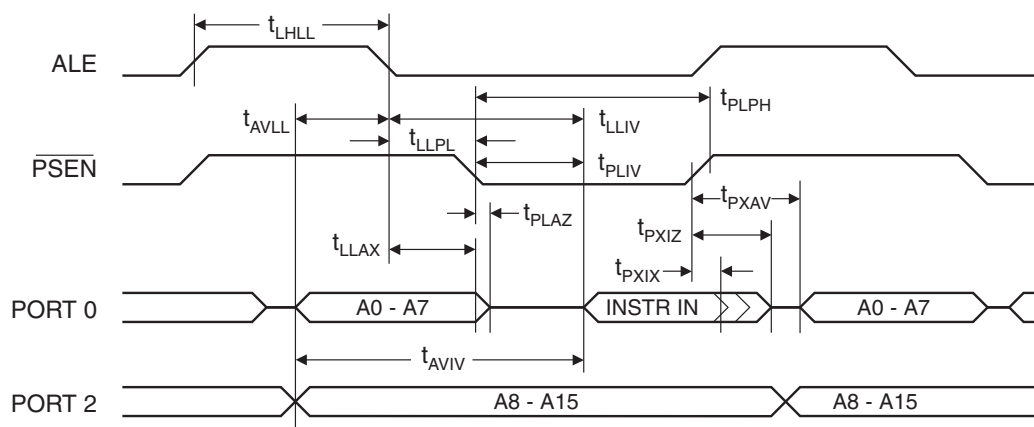 tLHLL
ALE
tPLPH
tAVLL
tLLIV
tLLPL
PSEN
tPLIV
tPXAV
tPLAZ
tPXIZ
tLLAX
tPXIX
PORT 0
A0 - A7
INSTR IN
A0 - A7
tAVIV
PORT 2
A8 - A15
A8 - A15